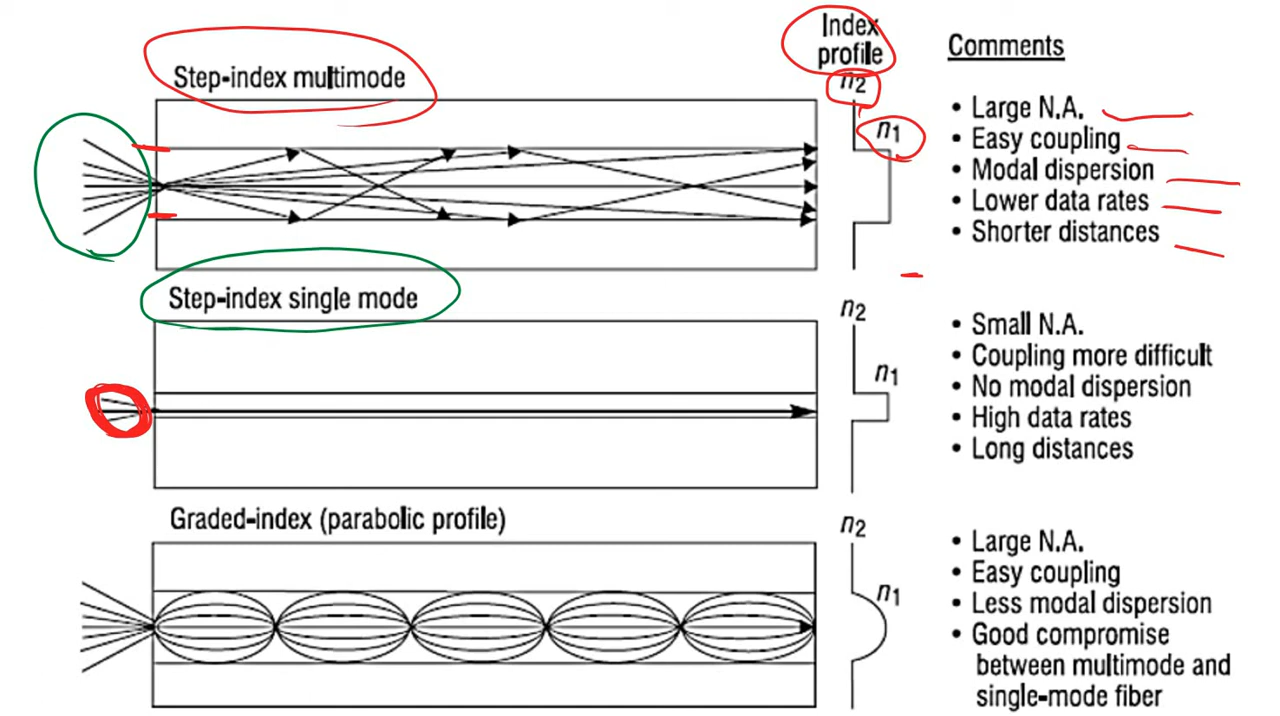 Index
profile
Comments
Step-index multimode
n2
n1
• Large N.A.
• Easy coupling
• Modal dispersion
• Lower data rates
• Shorter distances
Step-index single mode
n2
n1
• Small N.A.
• Coupling more difficult
• No modal dispersion
• High data rates
• Long distances
Graded-index (parabolic profile)
n2
n1
• Large N.A.
• Easy coupling
• Less modal dispersion
• Good compromise
between multimode and
single-mode fiber